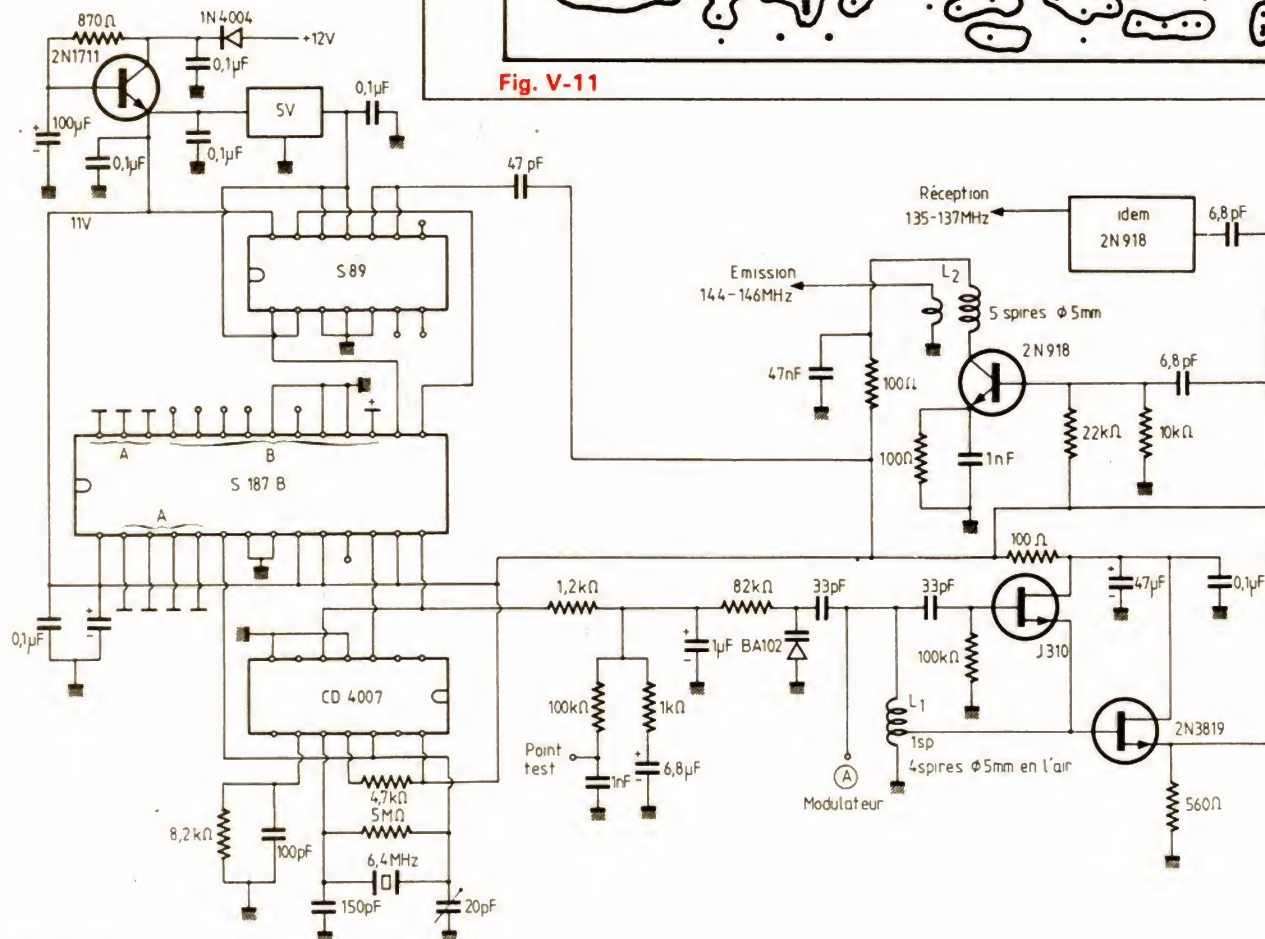 Fig. V-11
870Ω
1N4004
+12V
2N1711
0,1µF
100µF
+
-
0,1µF
0,1µF
5V
0,1µF
11V
47 pF
S89
Réception
135-137MHz
idem
2N918
6,8pF
Emission
144-146MHz
L2
5 spires ϕ5mm
2N918
6,8pF
47nF
100Ω
100Ω
1nF
22kΩ
10kΩ
A
B
+
S 187 B
A
0,1µF
+
-
CD 4007
1,2kΩ
82kΩ
33pF
33pF
100Ω
+
-
47µF
0,1µF
+
-
1µF
BA102
100kΩ
J310
100kΩ
1kΩ
L1
1sp
4spires ϕ5mm en l'air
2N3819
Point
test
1nF
+
-
6,8µF
A
Modulateur
560Ω
8,2kΩ
100pF
4,7kΩ
5MΩ
6,4MHz
150pF
20pF